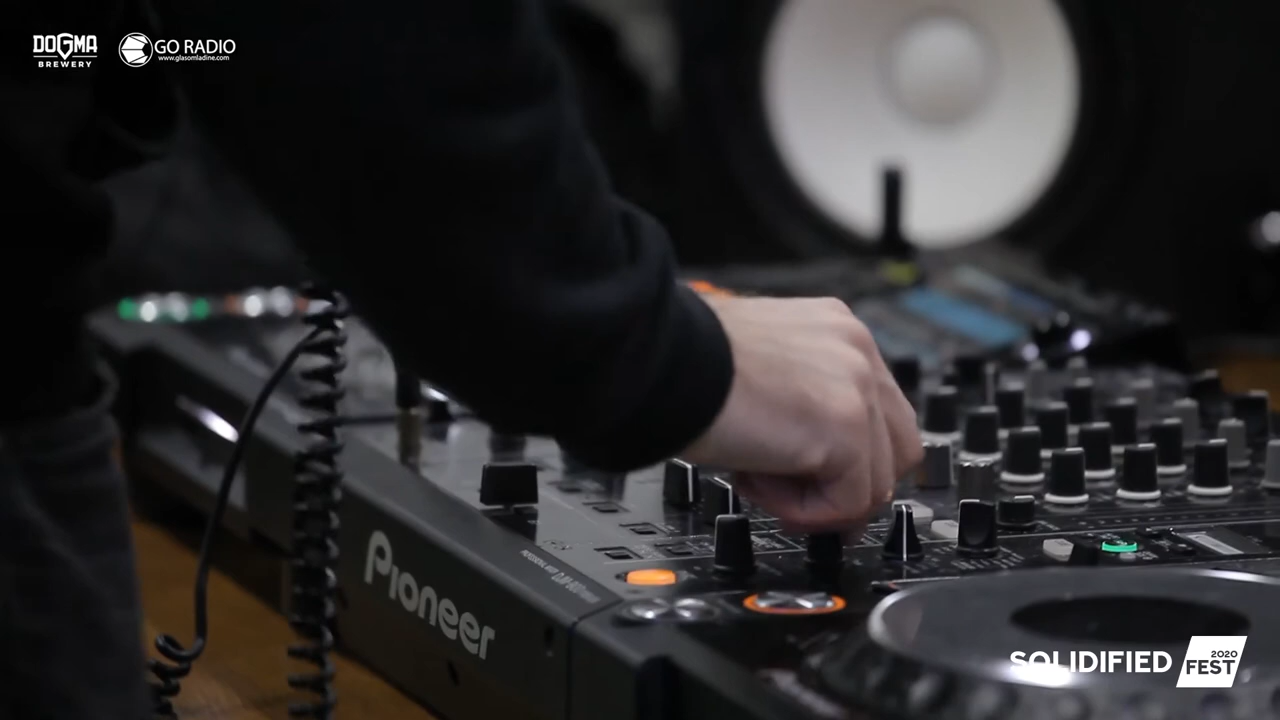 DOGMA
BREWERY
GO RADIO
www.glasomladine.com
Pioneer
SOLIDIFIED
2020
FEST